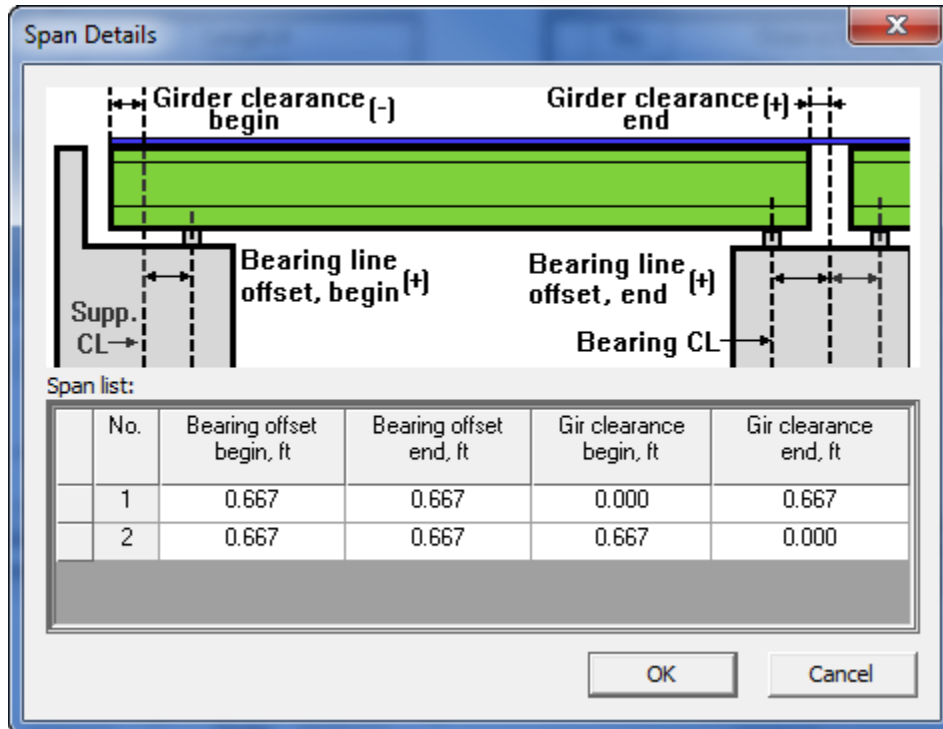 Span Details
Girder clearance (-)
begin
Girder clearance (+)
end
Bearing line (+)
offset, begin
Bearing line (+)
offset, end
Supp.
CL
Bearing CL
Span list:
No. Bearing offset begin, ft Bearing offset end, ft Gir clearance begin, ft Gir clearance end, ft
1 0.667 0.667 0.000 0.667
2 0.667 0.667 0.667 0.000
OK Cancel